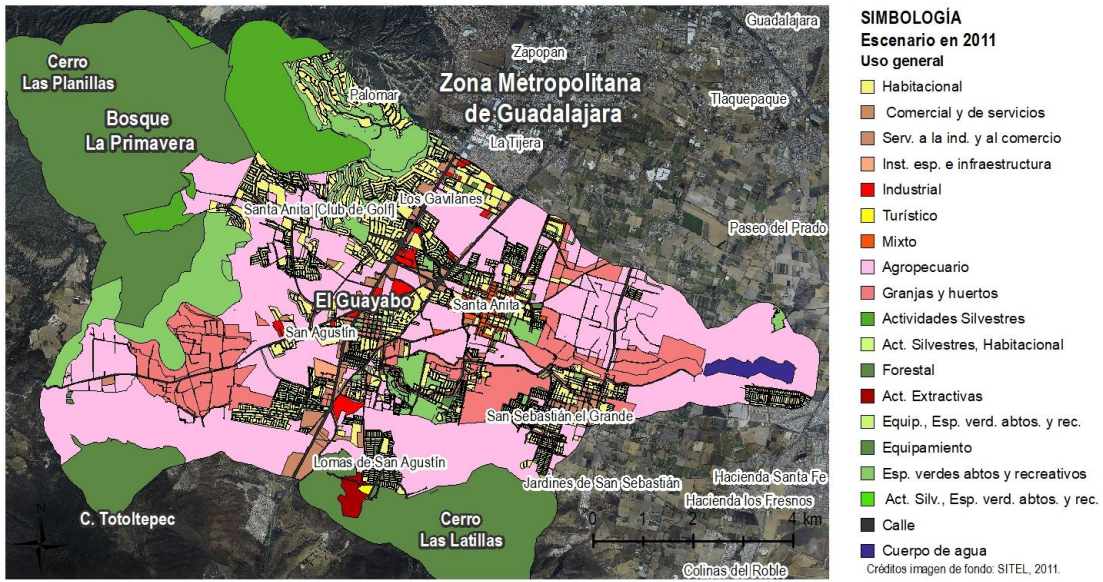 Guadalajara
Zapopan
Cerro
Las Planillas
Zona Metropolitana
de Guadalajara
Palomar
Tlaquepaque
Bosque
La Primavera
La Tijera
Los Gavilanes
Santa Anita [Club de Golf]
Paseo del Prado
El Guayabo
Santa Anita
San Agustín
San Sebastián el Grande
Lomas de San Agustín
Hacienda Santa Fe
Jardines de San Sebastián
Hacienda los Fresnos
C. Totoltepec
Cerro
Las Latillas
0 1 2 4 km
N
Colinas del Roble
SIMBOLOGÍA
Escenario en 2011
Uso general
Habitacional
Comercial y de servicios
Serv. a la ind. y al comercio
Inst. esp. e infraestructura
Industrial
Turístico
Mixto
Agropecuario
Granjas y huertos
Actividades Silvestres
Act. Silvestres, Habitacional
Forestal
Act. Extractivas
Equip., Esp. verd. abtos. y rec.
Equipamiento
Esp. verdes abtos y recreativos
Act. Silv., Esp. verd. abtos. y rec.
Calle
Cuerpo de agua
Créditos imagen de fondo: SITEL, 2011.